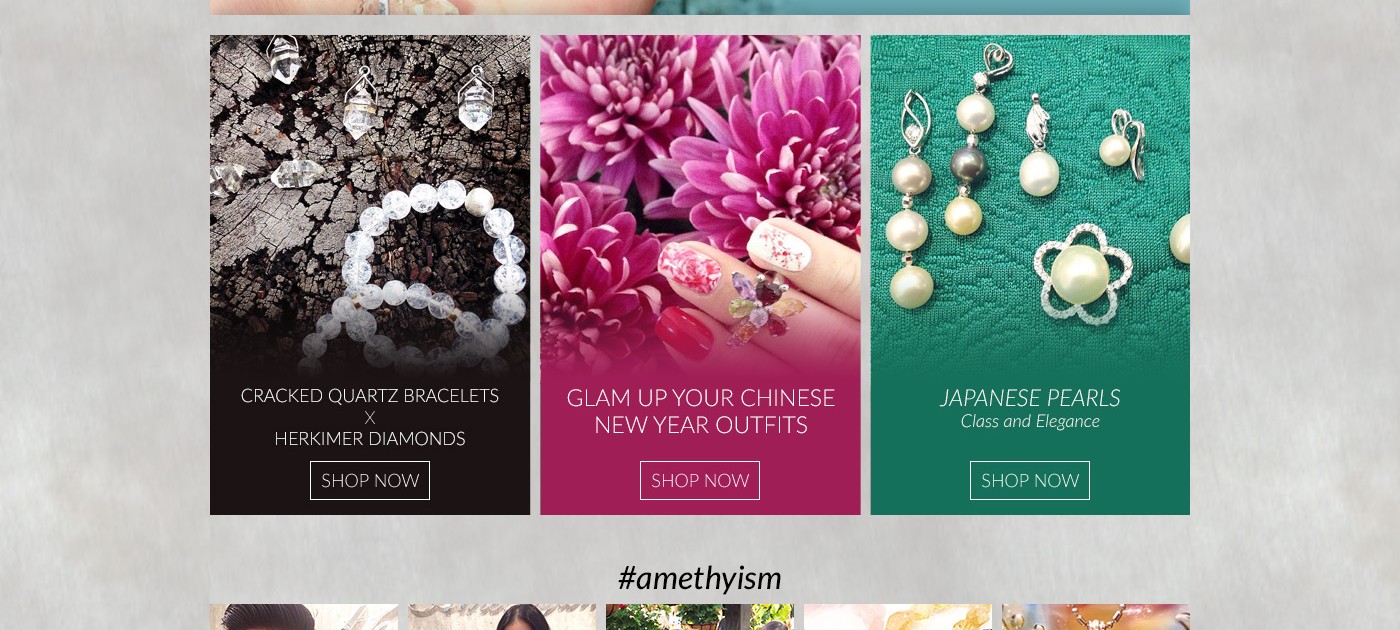 CRACKED QUARTZ BRACELETS
X
HERKIMER DIAMONDS
SHOP NOW
GLAM UP YOUR CHINESE
NEW YEAR OUTFITS
SHOP NOW
JAPANESE PEARLS
Class and Elegance
SHOP NOW
#amethyism